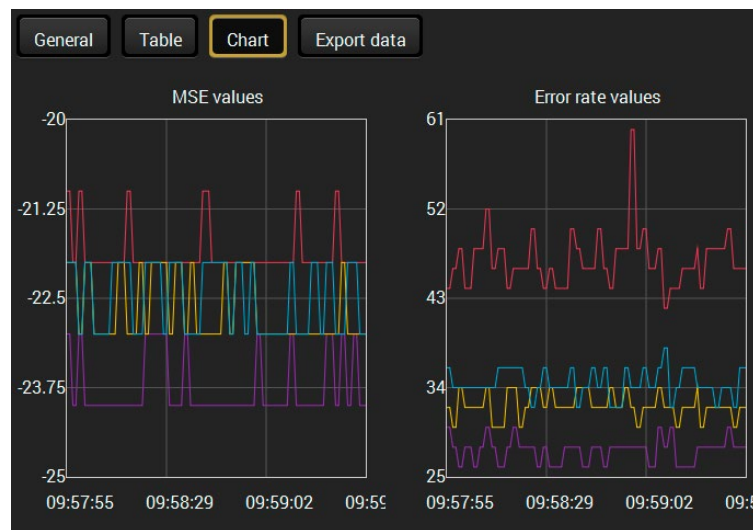 General Table Chart Export data
MSE values Error rate values
-20 61
-21.25 52
-22.5 43
-23.75 34
-25 25
09:57:55 09:58:29 09:59:02 09:57:55 09:58:29 09:59:02